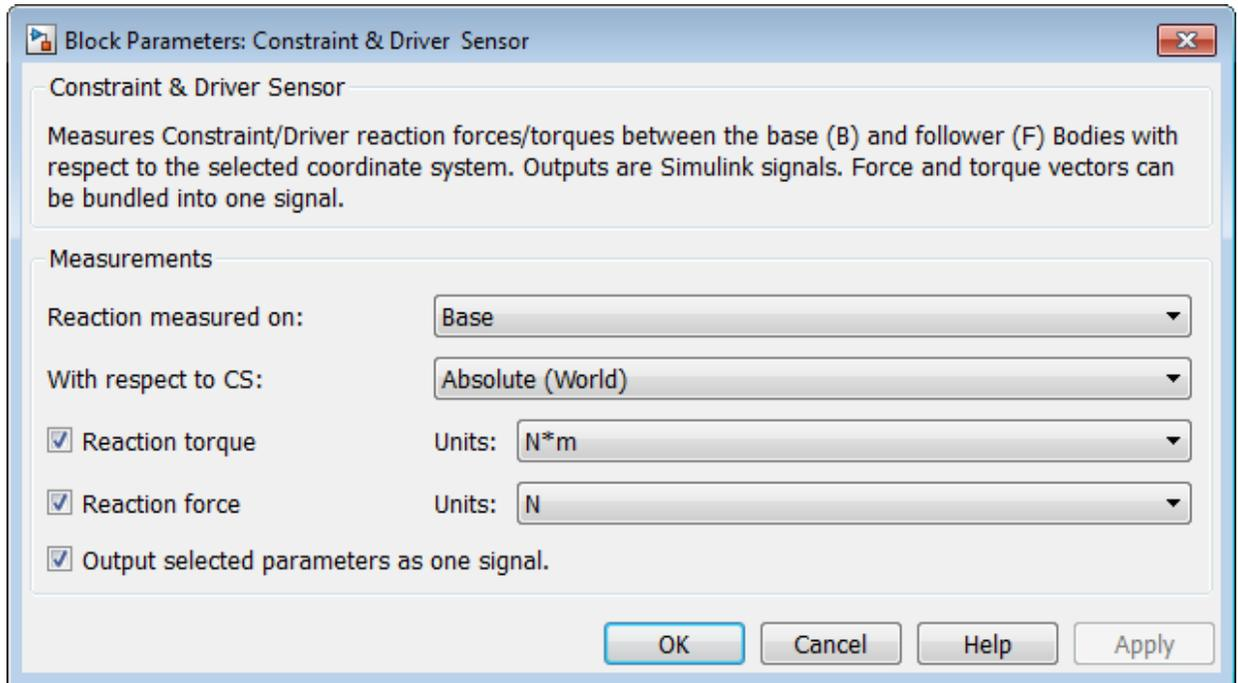 Block Parameters: Constraint & Driver Sensor
Constraint & Driver Sensor
Measures Constraint/Driver reaction forces/torques between the base (B) and follower (F) Bodies with
respect to the selected coordinate system. Outputs are Simulink signals. Force and torque vectors can
be bundled into one signal.
Measurements
Reaction measured on: Base
With respect to CS: Absolute (World)
Reaction torque Units: N*m
Reaction force Units: N
Output selected parameters as one signal.
OK Cancel Help Apply